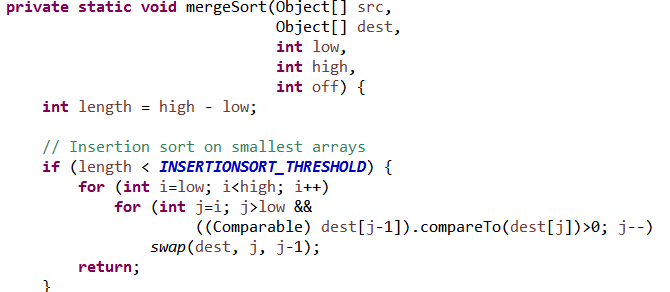 private static void mergeSort(Object[] src,
                              Object[] dest,
                              int low,
                              int high,
                              int off) {
    int length = high - low;

    // Insertion sort on smallest arrays
    if (length < INSERTIONSORT_THRESHOLD) {
        for (int i=low; i<high; i++)
            for (int j=i; j>low &&
                     ((Comparable) dest[j-1]).compareTo(dest[j])>0; j--)
                swap(dest, j, j-1);
        return;
    }